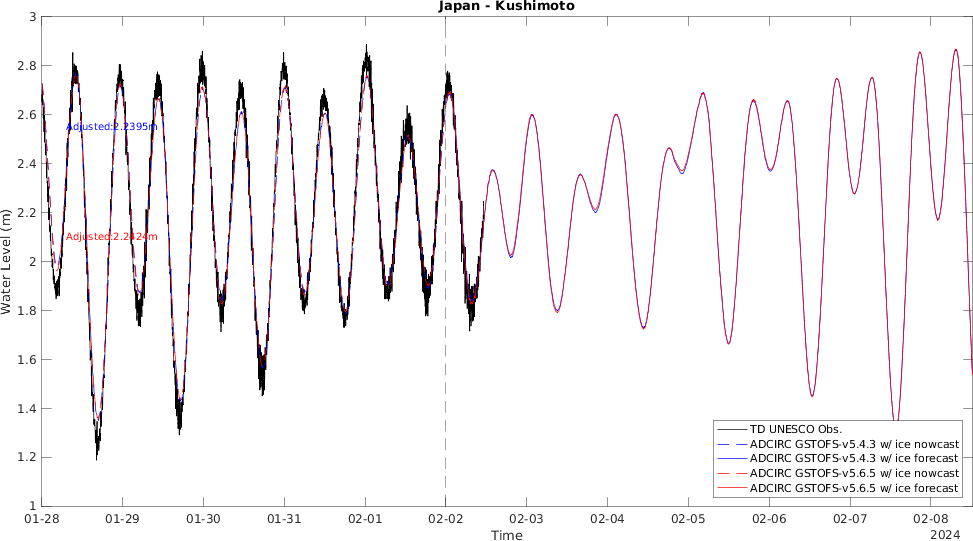 Japan - Kushimoto
3
2.8
2.6
2.4
2.2
2
1.8
1.6
1.4
1.2
1
Water Level (m)
Adjusted:2.2395m
Adjusted:2.2424m
TD UNESCO Obs.
ADCIRC GSTOFS-v5.4.3 w/ ice nowcast
ADCIRC GSTOFS-v5.4.3 w/ ice forecast
ADCIRC GSTOFS-v5.6.5 w/ ice nowcast
ADCIRC GSTOFS-v5.6.5 w/ ice forecast
01-28 01-29 01-30 01-31 02-01 02-02 02-03 02-04 02-05 02-06 02-07 02-08
Time
2024